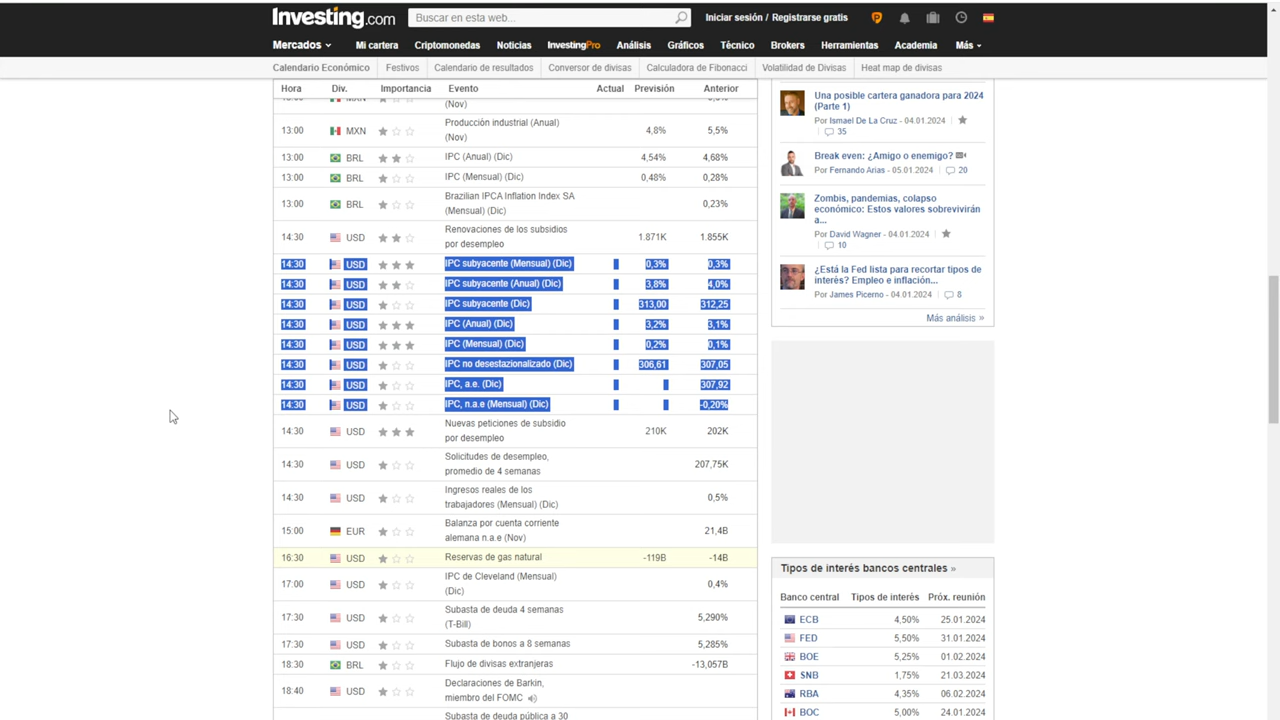 Investing.com
Buscar en esta web...
Iniciar sesión / Registrarse gratis
Mercados Mi cartera Criptomonedas Noticias InvestingPro Análisis Gráficos Técnico Brokers Herramientas Academia Más
Calendario Económico Festivos Calendario de resultados Conversor de divisas Calculadora de Fibonacci Volatilidad de Divisas Heat map de divisas
Hora Div. Importancia Evento Actual Previsión Anterior
(Nov)
13:00 MXN Producción industrial (Anual) (Nov) 4,8% 5,5%
13:00 BRL IPC (Anual) (Dic) 4,54% 4,68%
13:00 BRL IPC (Mensual) (Dic) 0,48% 0,28%
13:00 BRL Brazilian IPCA Inflation Index SA (Mensual) (Dic) 0,23%
14:30 USD Renovaciones de los subsidios por desempleo 1.871K 1.855K
14:30 USD IPC subyacente (Mensual) (Dic) 0,3% 0,3%
14:30 USD IPC subyacente (Anual) (Dic) 3,8% 4,0%
14:30 USD IPC subyacente (Dic) 313,00 312,25
14:30 USD IPC (Anual) (Dic) 3,2% 3,1%
14:30 USD IPC (Mensual) (Dic) 0,2% 0,1%
14:30 USD IPC no desestazionalizado (Dic) 306,61 307,05
14:30 USD IPC, a.e. (Dic) 307,92
14:30 USD IPC, n.a.e (Mensual) (Dic) -0,20%
14:30 USD Nuevas peticiones de subsidio por desempleo 210K 202K
14:30 USD Solicitudes de desempleo, promedio de 4 semanas 207,75K
14:30 USD Ingresos reales de los trabajadores (Mensual) (Dic) 0,5%
15:00 EUR Balanza por cuenta corriente alemana n.a.e (Nov) 21,4B
16:30 USD Reservas de gas natural -119B -14B
17:00 USD IPC de Cleveland (Mensual) (Dic) 0,4%
17:30 USD Subasta de deuda 4 semanas (T-Bill) 5,290%
17:30 USD Subasta de bonos a 8 semanas 5,285%
18:30 BRL Flujo de divisas extranjeras -13,057B
18:40 USD Declaraciones de Barkin, miembro del FOMC
Subasta de deuda pública a 30
Una posible cartera ganadora para 2024
(Parte 1)
Por Ismael De La Cruz - 04.01.2024
35
Break even: ¿Amigo o enemigo?
Por Fernando Arias - 05.01.2024 20
Zombis, pandemias, colapso
económico: Estos valores sobrevivirán
a...
Por David Wagner - 04.01.2024
10
¿Está la Fed lista para recortar tipos de
interés? Empleo e inflación...
Por James Picerno - 04.01.2024 8
Más análisis »
Tipos de interés bancos centrales »
Banco central Tipos de interés Próx. reunión
ECB 4,50% 25.01.2024
FED 5,50% 31.01.2024
BOE 5,25% 01.02.2024
SNB 1,75% 21.03.2024
RBA 4,35% 06.02.2024
BOC 5,00% 24.01.2024